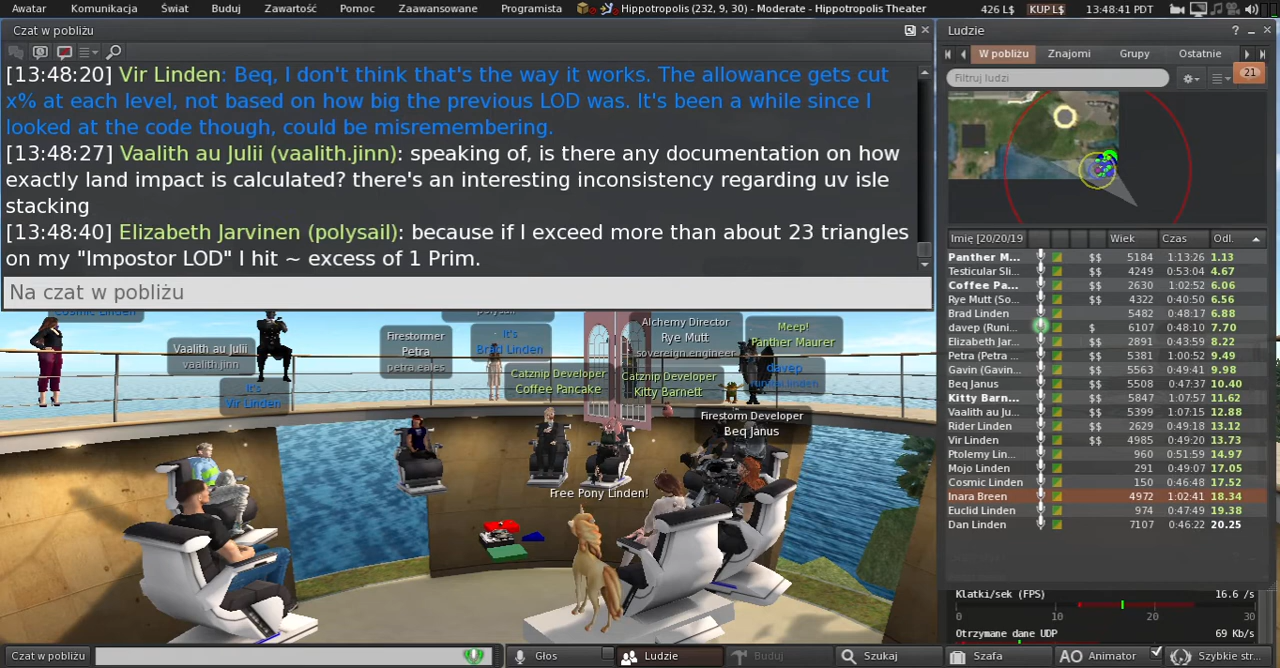 Awatar Komunikacja Świat Buduj Zawartość Pomoc Zaawansowane Programista Hippotropolis (232, 9, 30) - Moderate - Hippotropolis Theater 426 L$ KUP L$ 13:48:41 PDT
Czat w pobliżu
[13:48:20] Vir Linden: Beq, I don't think that's the way it works. The allowance gets cut
x% at each level, not based on how big the previous LOD was. It's been a while since I
looked at the code though, could be misremembering.
[13:48:27] Vaalith au Julii (vaalith.jinn): speaking of, is there any documentation on how
exactly land impact is calculated? there's an interesting inconsistency regarding uv isle
stacking
[13:48:40] Elizabeth Jarvinen (polysail): because if I exceed more than about 23 triangles
on my "Impostor LOD" I hit ~ excess of 1 Prim.
Na czat w pobliżu
Cosmic Linden
polysail
Vaalith au Julii
vaalith.jinn
It's
Vir Linden
Firestormer
Petra
petra.eales
It's
Brad Linden
Catznip Developer
Coffee Pancake
Alchemy Director
Rye Mutt
sovereign.engineer
Catznip Developer
Kitty Barnett
Meep!
Panther Maurer
davep
Firestorm Developer
Beq Janus
Free Pony Linden!
Ludzie
W pobliżu Znajomi Grupy Ostatnie
Filtruj ludzi
21
Imię [20/20/19 Wiek Czas Odl.
Panther M... $$ 5184 1:13:26 1.13
Testicular Sli... $$ 4249 0:53:04 4.67
Coffee Pa... $$ 2630 1:02:52 6.06
Rye Mutt (So... $$ 4322 0:40:50 6.56
Brad Linden 5482 0:48:17 6.88
davep (Runi... $ 6107 0:48:10 7.70
Elizabeth Jar... $$ 2891 0:43:59 8.22
Petra (Petra ... $$ 5381 1:00:52 9.49
Gavin (Gavin... $$ 5563 0:49:41 9.98
Beq Janus $$ 5508 0:47:37 10.40
Kitty Barn... $$ 5847 1:07:57 11.62
Vaalith au Ju... $$ 5399 1:07:15 12.88
Rider Linden $$ 2629 0:49:18 13.12
Vir Linden $$ 4985 0:49:20 13.73
Ptolemy Lin... 960 0:51:59 14.97
Mojo Linden 291 0:49:07 17.05
Cosmic Linden 150 0:46:48 17.52
Inara Breen 4972 1:02:41 18.34
Euclid Linden 974 0:47:49 19.38
Dan Linden 7107 0:46:22 20.25
Klatki/sek (FPS) 16.6 /s
0 10 20 30
Otrzymane dane UDP 69 Kb/s
Czat w pobliżu Głos Ludzie Buduj Szukaj Szafa AO Animator Szybkie str...